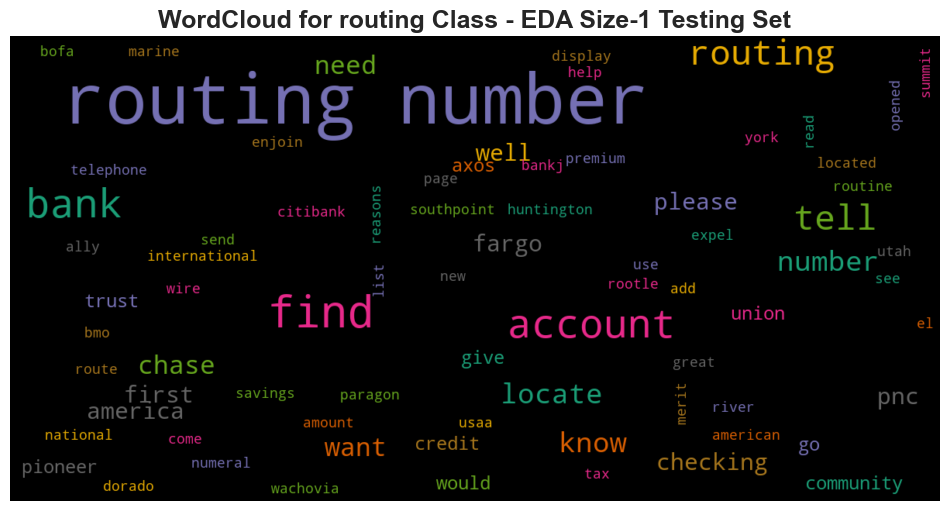 WordCloud for routing Class - EDA Size-1 Testing Set
bofa marine need display routing summit
help
routing number opened
enjoin york read
well
telephone axos bankj premium located
page routine
bank citibank reasons southpoint huntington please tell
ally send fargo expel utah
international number
list new use see
wire rootle add
trust find account union el
bmo
route chase give great
first savings paragon locate merit river pnc
america
national come amount usaa american
want credit know go
pioneer numeral checking
dorado wachovia would tax community